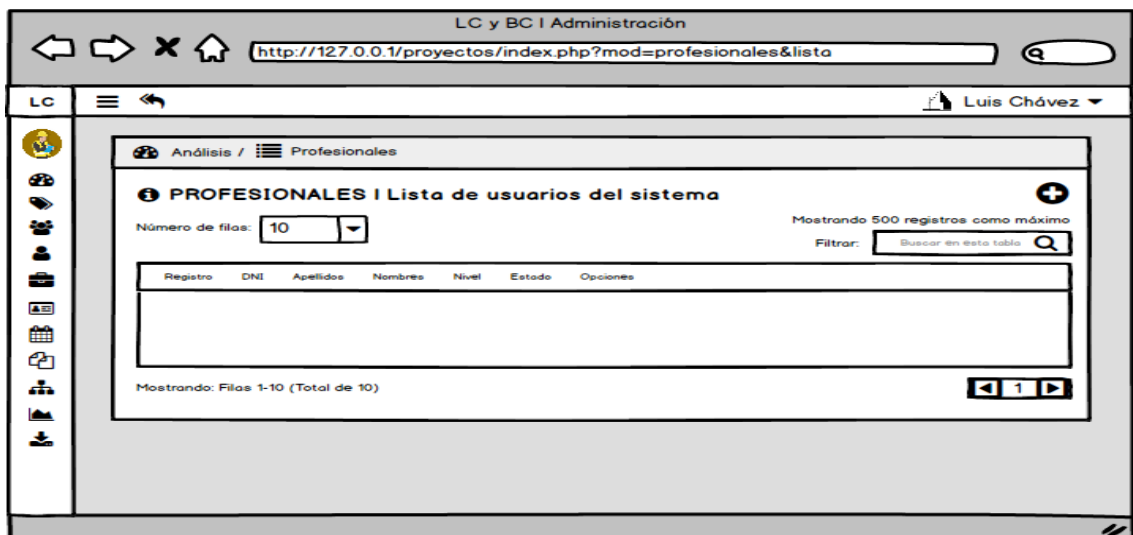 LC y BC | Administración
http://127.0.0.1/proyectos/index.php?mod=profesionales&lista
LC
Luis Chávez
Análisis / Profesionales
PROFESIONALES | Lista de usuarios del sistema
Número de filas: 10
Mostrando 500 registros como máximo
Filtrar: Buscar en ésta tabla
Registro DNI Apellidos Nombres Nivel Estado Opciones
Mostrando: Filas 1-10 (Total de 10)
1